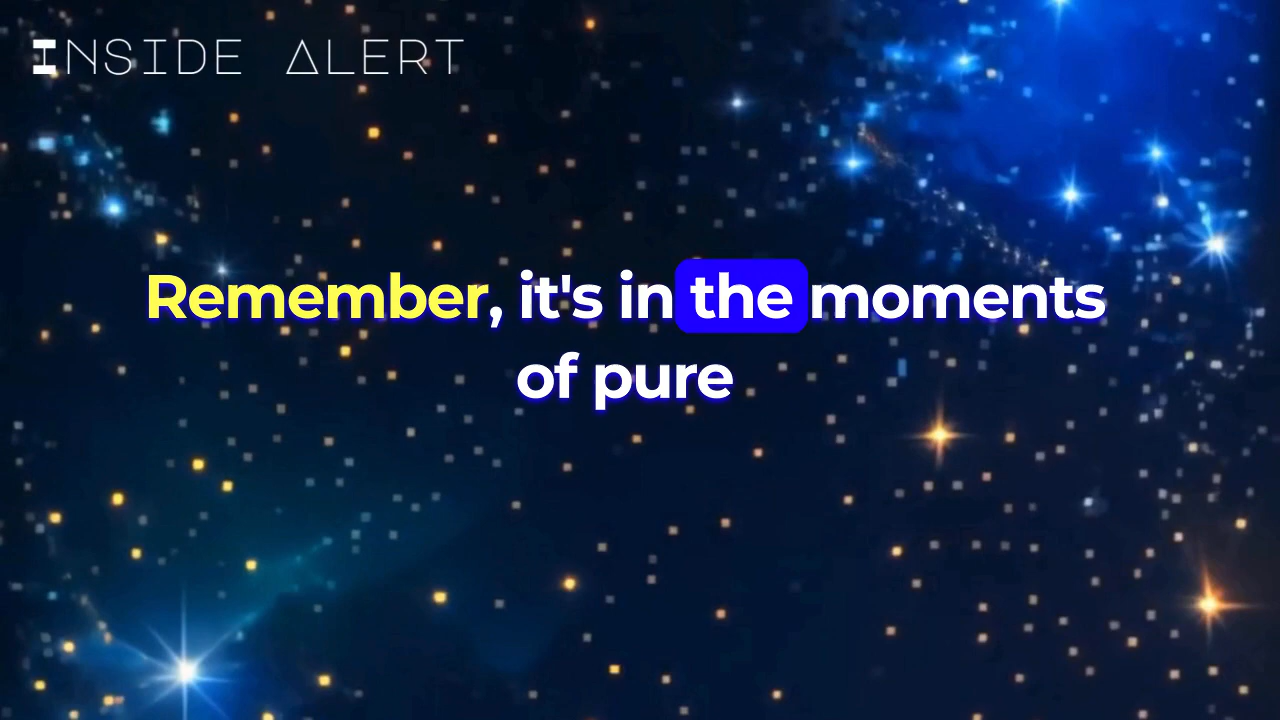 INSIDE ALERT
Remember, it's in the moments
of pure